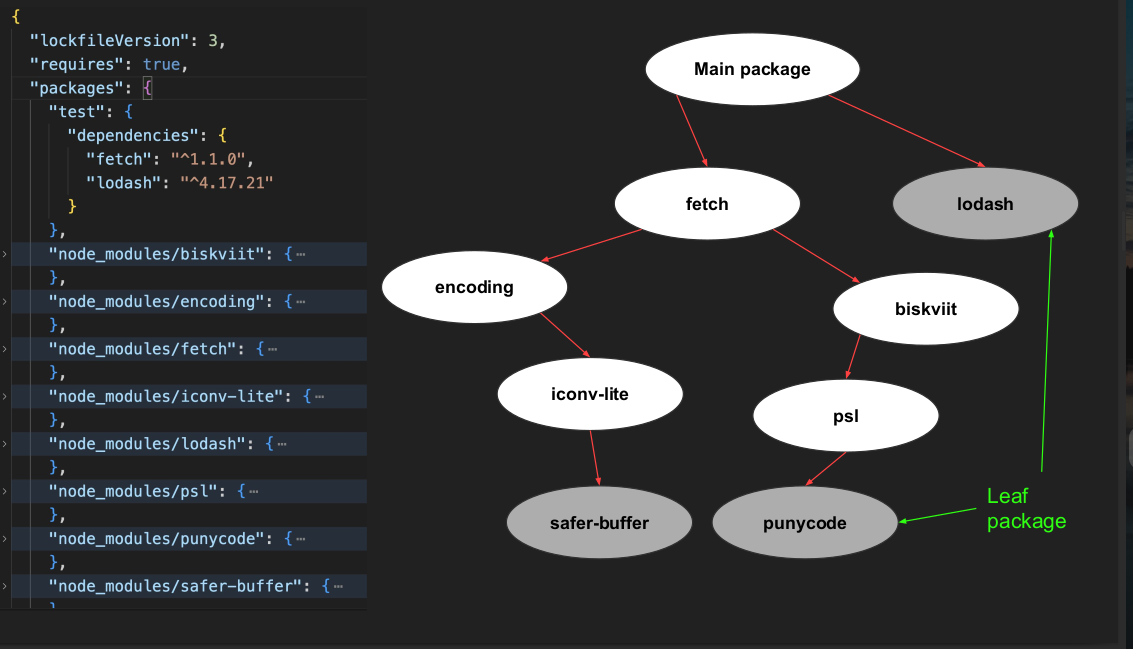 {
"lockfileVersion": 3,
"requires": true,
"packages": {
"test": {
"dependencies": {
"fetch": "^1.1.0",
"lodash": "^4.17.21"
}
},
"node_modules/biskviit": {⋯
},
"node_modules/encoding": {⋯
},
"node_modules/fetch": {⋯
},
"node_modules/iconv-lite": {⋯
},
"node_modules/lodash": {⋯
},
"node_modules/psl": {⋯
},
"node_modules/punycode": {⋯
},
"node_modules/safer-buffer": {⋯
}
Main package
fetch
lodash
encoding
biskviit
iconv-lite
psl
safer-buffer
punycode
Leaf
package